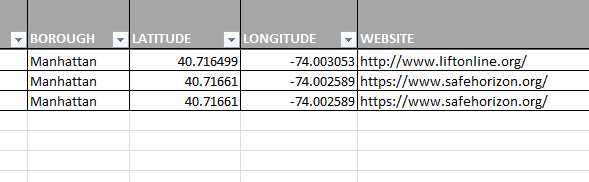 BOROUGH LATITUDE LONGITUDE WEBSITE
Manhattan 40.716499 -74.003053 http://www.liftonline.org/
Manhattan 40.71661 -74.002589 https://www.safehorizon.org/
Manhattan 40.71661 -74.002589 https://www.safehorizon.org/